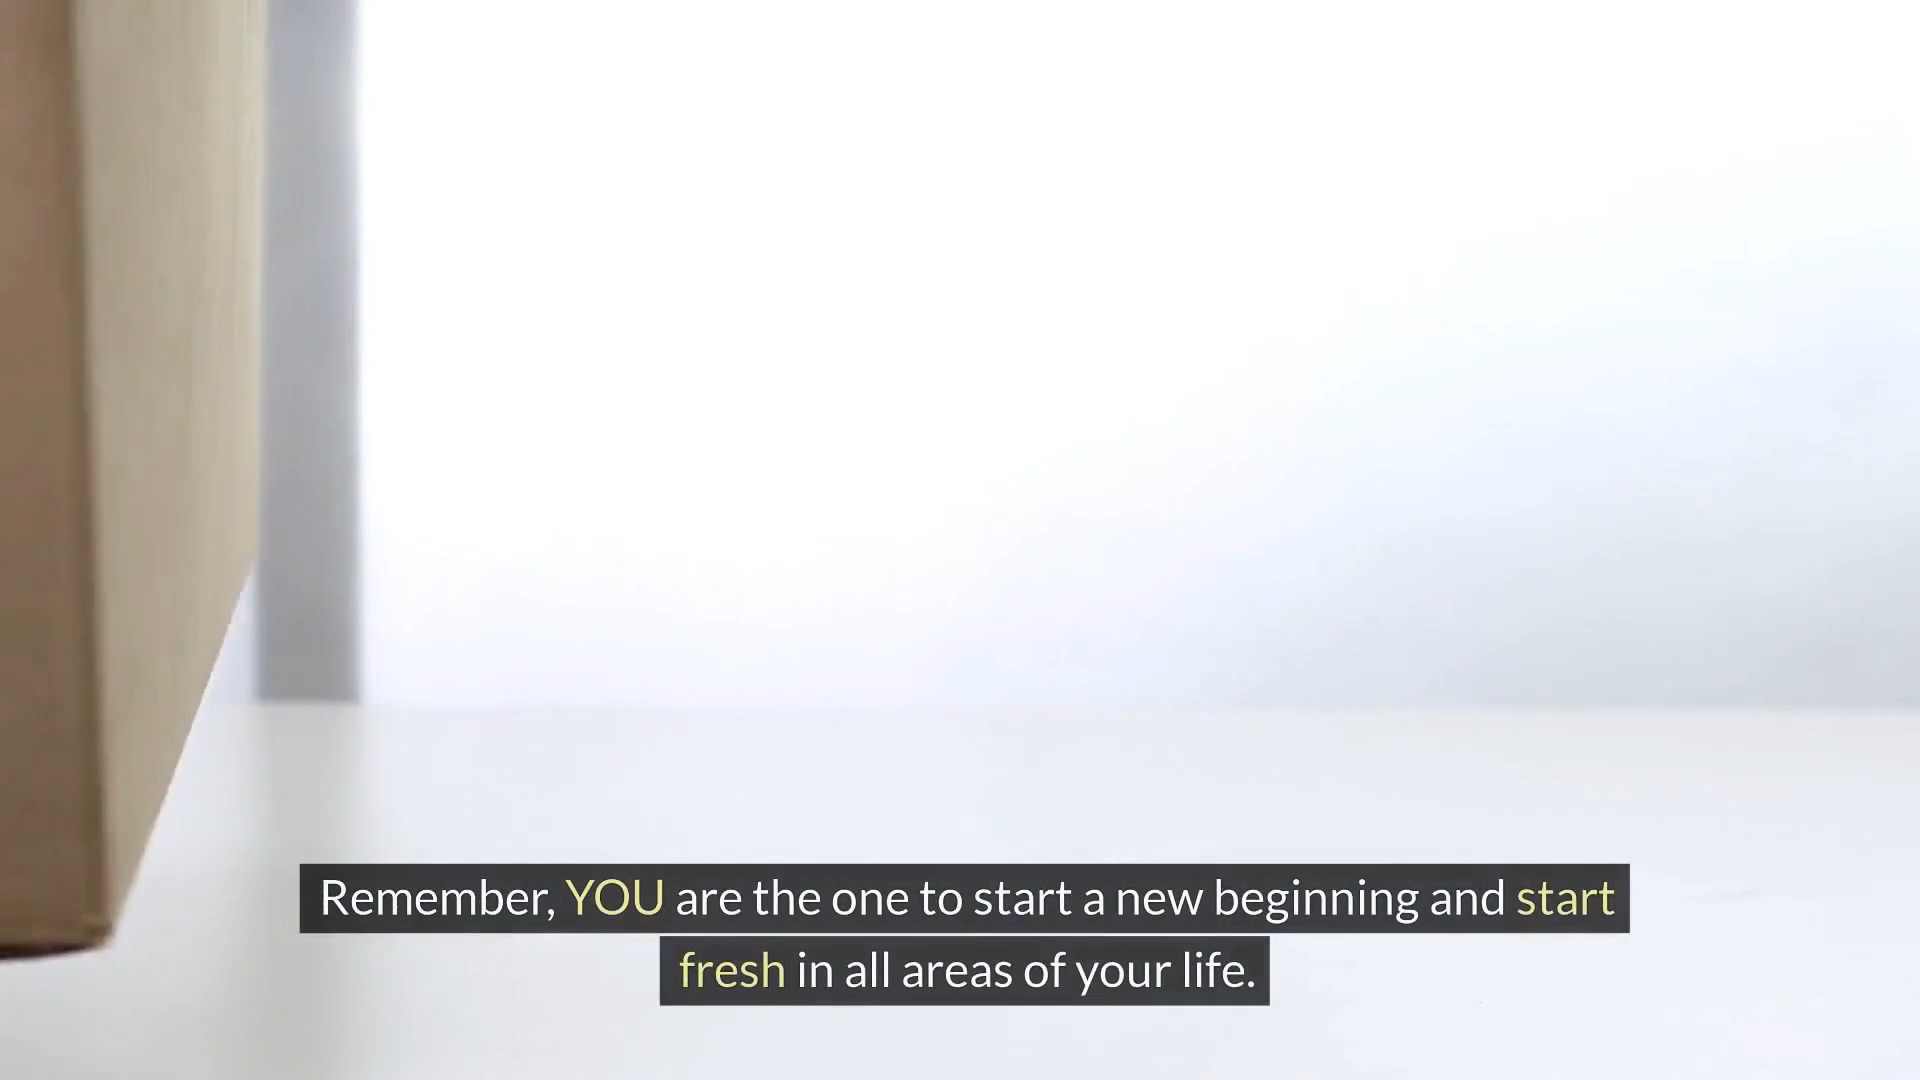 Remember, YOU are the one to start a new beginning and start
fresh in all areas of your life.